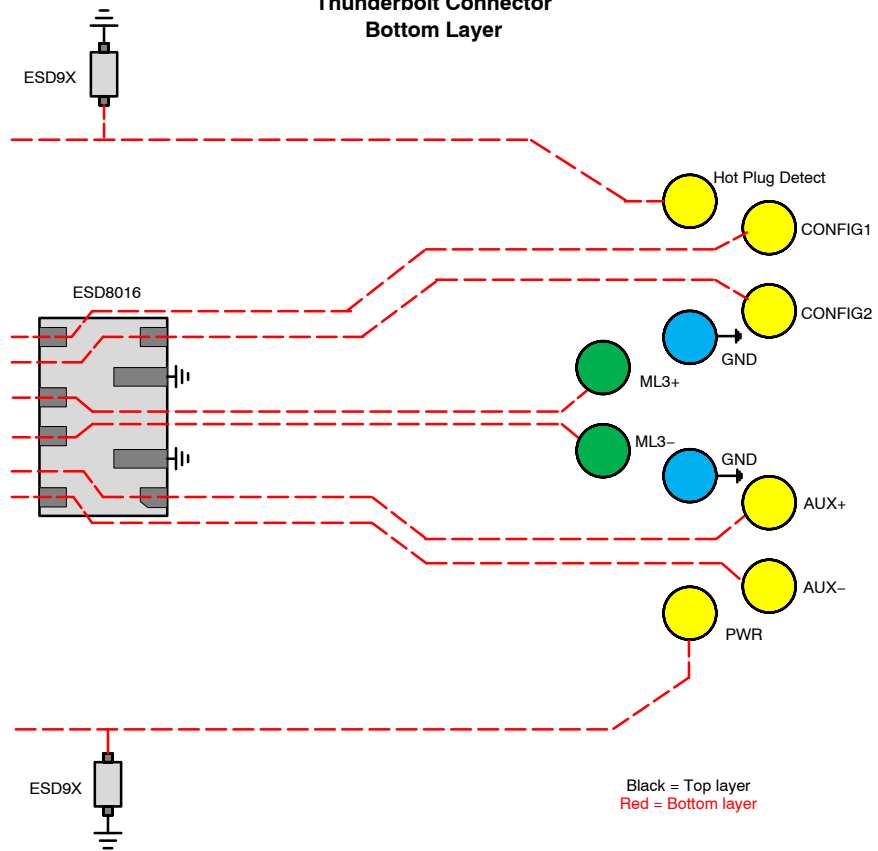 Thunderbolt Connector
Bottom Layer
ESD9X
Hot Plug Detect
CONFIG1
ESD8016
CONFIG2
GND
ML3+
ML3−
GND
AUX+
AUX−
PWR
ESD9X
Black = Top layer
Red = Bottom layer